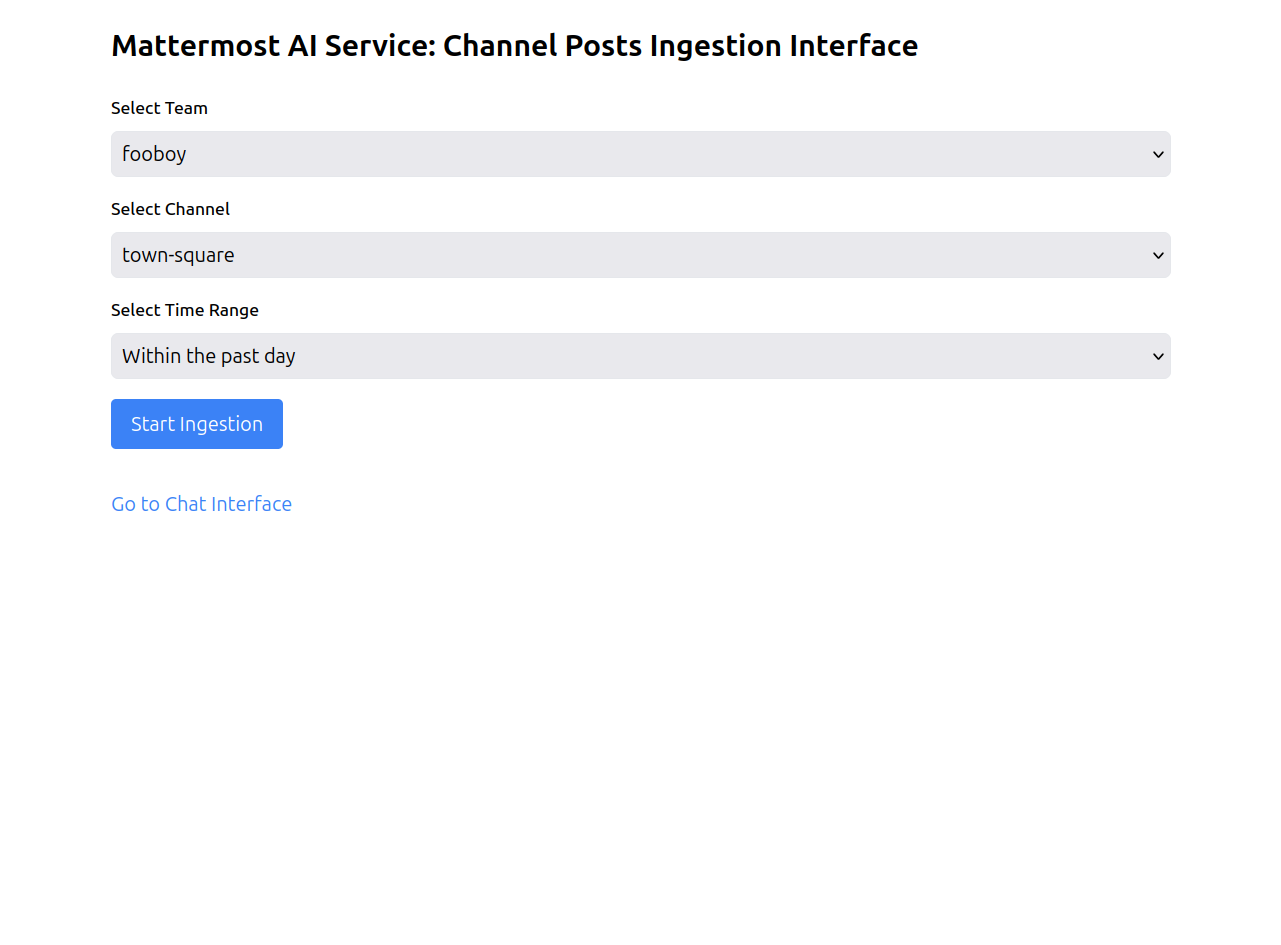 Mattermost AI Service: Channel Posts Ingestion Interface
Select Team
fooboy
Select Channel
town-square
Select Time Range
Within the past day
Start Ingestion
Go to Chat Interface